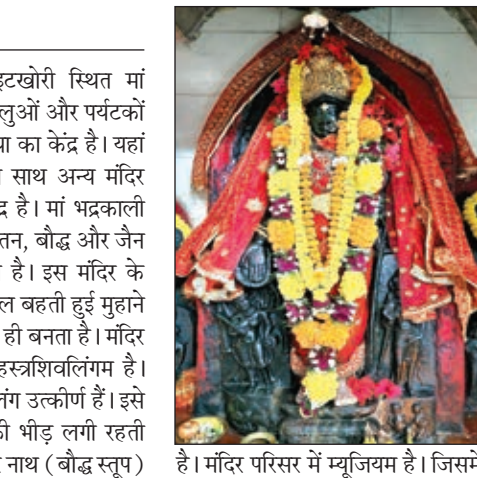 इटखोरी स्थित मां
लुओं और पर्यटकों
का केंद्र है। यहां
साथ अन्य मंदिर
है। मां भद्रकाली
तन, बौद्ध और जैन
है। इस मंदिर के
ल बहती हुई मुहाने
ही बनता है। मंदिर
हस्त्रशिवलिंगम है।
लंग उत्कीर्ण हैं। इसे
की भीड़ लगी रहती
नाथ (बौद्ध स्तूप)
है। मंदिर परिसर में म्यूजियम है। जिसमें